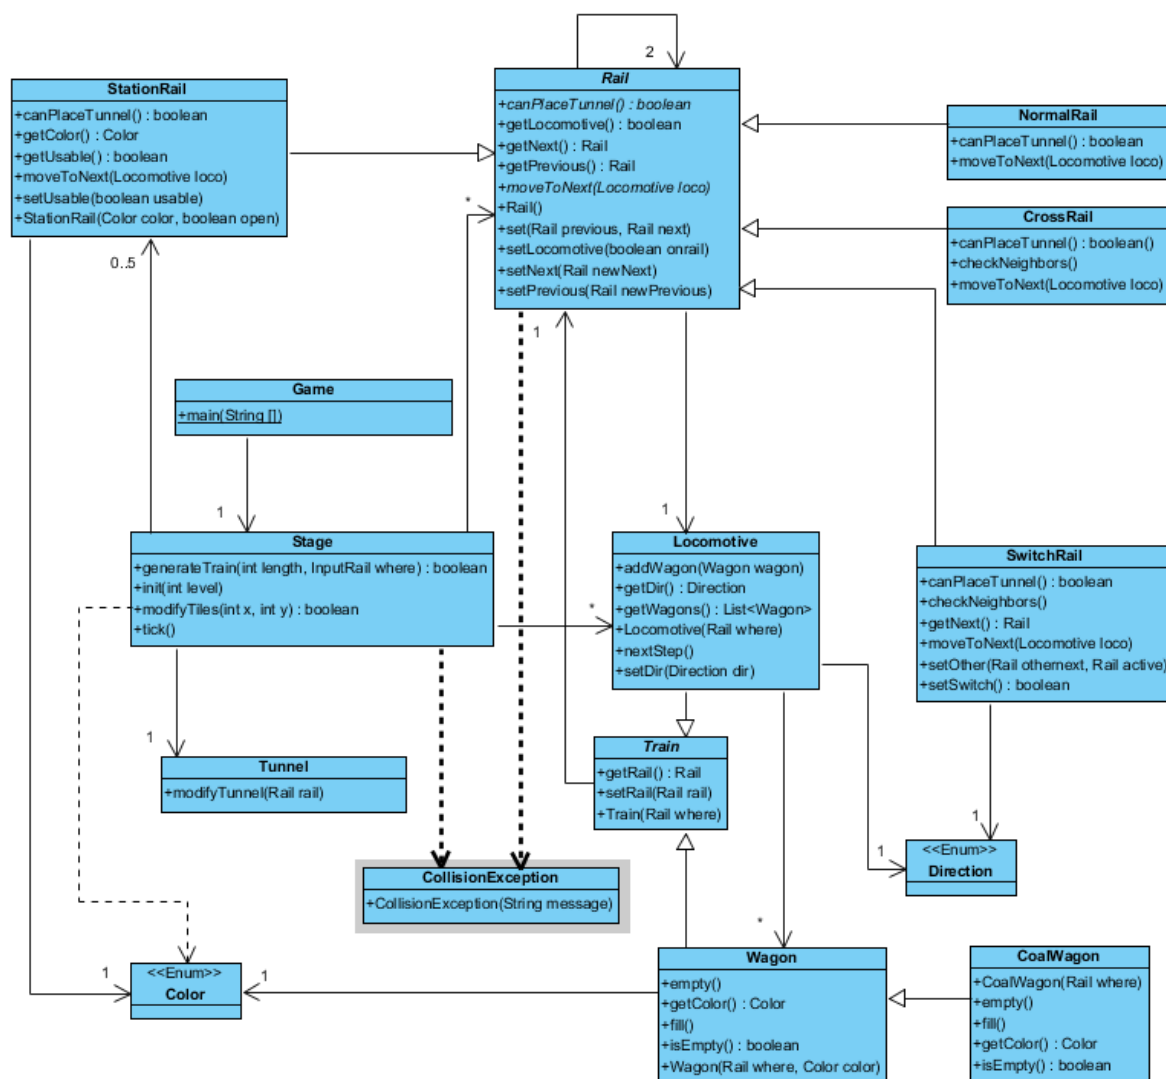 2
StationRail
+canPlaceTunnel() : boolean
+getColor() : Color
+getUsable() : boolean
+moveToNext(Locomotive loco)
+setUsable(boolean usable)
+StationRail(Color color, boolean open)
Rail
+canPlaceTunnel() : boolean
+getLocomotive() : boolean
+getNext() : Rail
+getPrevious() : Rail
+moveToNext(Locomotive loco)
+Rail()
+set(Rail previous, Rail next)
+setLocomotive(boolean onrail)
+setNext(Rail newNext)
+setPrevious(Rail newPrevious)
NormalRail
+canPlaceTunnel() : boolean
+moveToNext(Locomotive loco)
CrossRail
+canPlaceTunnel() : boolean()
+checkNeighbors()
+moveToNext(Locomotive loco)
*
0..5
1
Game
+main(String [])
1
1
Stage
+generateTrain(int length, InputRail where) : boolean
+init(int level)
+modifyTiles(int x, int y) : boolean
+tick()
*
Locomotive
+addWagon(Wagon wagon)
+getDir() : Direction
+getWagons() : List<Wagon>
+Locomotive(Rail where)
+nextStep()
+setDir(Direction dir)
SwitchRail
+canPlaceTunnel() : boolean
+checkNeighbors()
+getNext() : Rail
+moveToNext(Locomotive loco)
+setOther(Rail othernext, Rail active)
+setSwitch() : boolean
1
Tunnel
+modifyTunnel(Rail rail)
Train
+getRail() : Rail
+setRail(Rail rail)
+Train(Rail where)
1
1
<<Enum>>
Direction
CollisionException
+CollisionException(String message)
*
1
<<Enum>>
Color
1
Wagon
+empty()
+getColor() : Color
+fill()
+isEmpty() : boolean
+Wagon(Rail where, Color color)
CoalWagon
+CoalWagon(Rail where)
+empty()
+fill()
+getColor() : Color
+isEmpty() : boolean